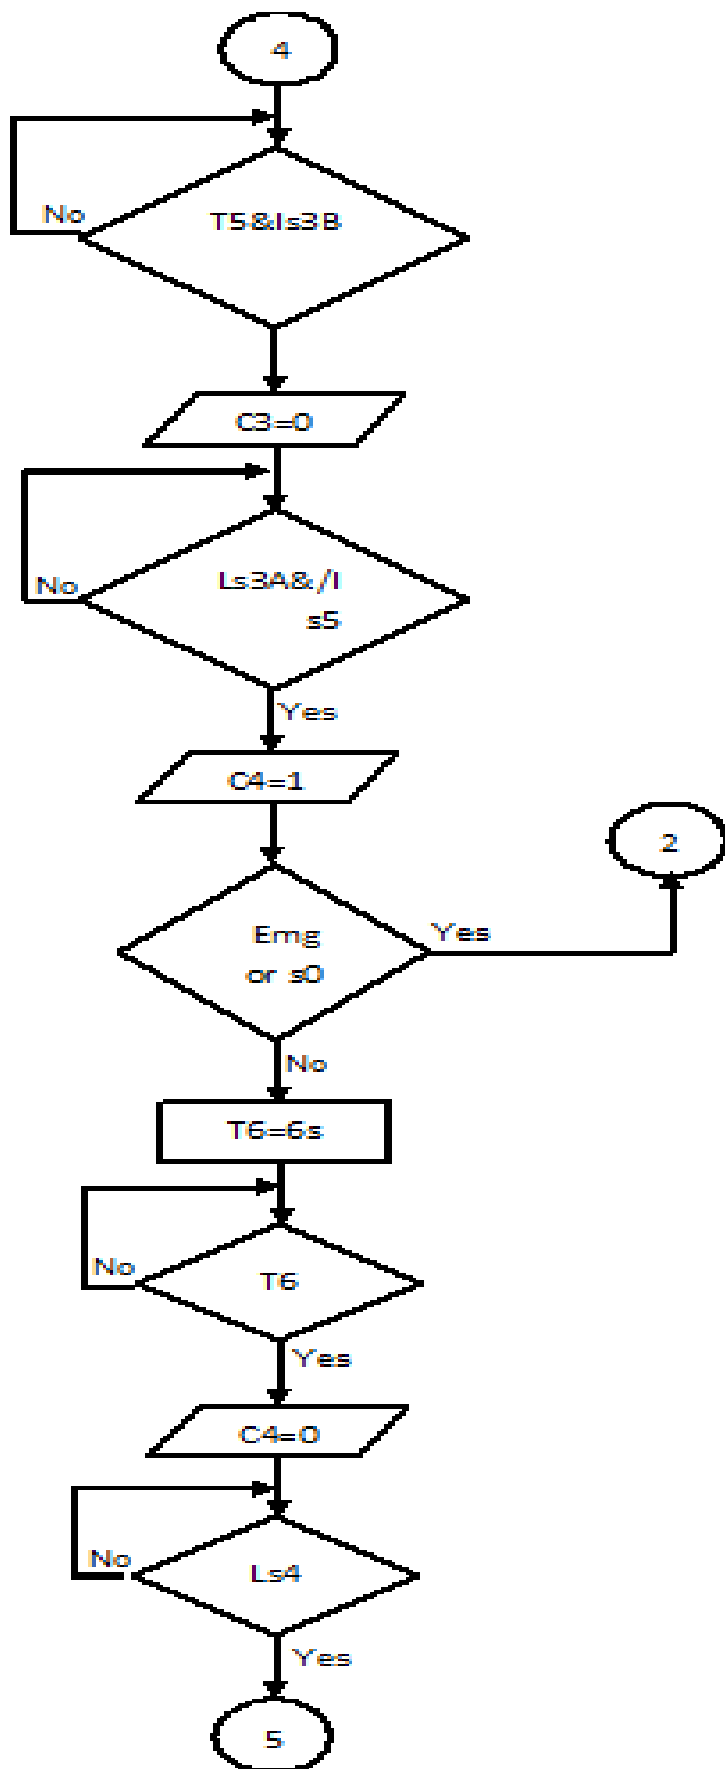 4
No
T5&ls3B
C3=0
No
Ls3A&/l
s5
Yes
C4=1
2
Emg
or s0
Yes
No
T6=6s
No
T6
Yes
C4=0
No
Ls4
Yes
5